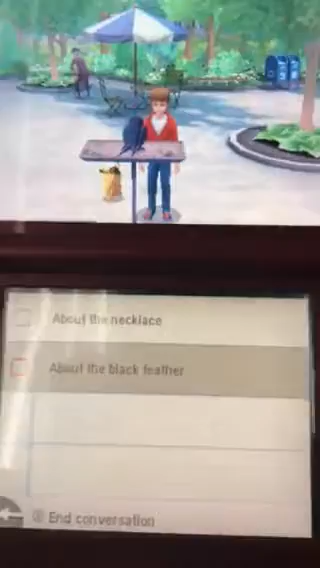 About the necklace
About the black feather
End conversation